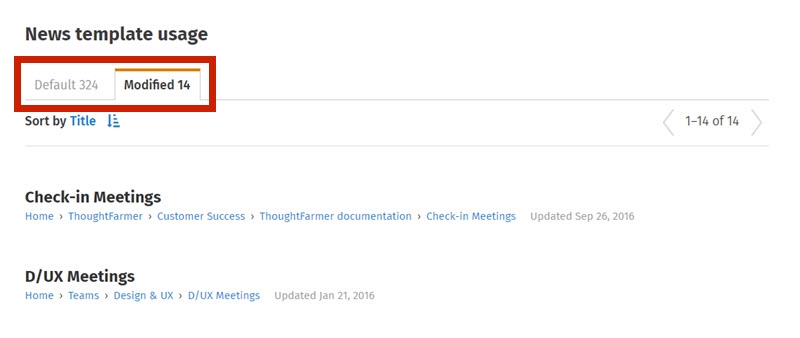 News template usage
Default 324 Modified 14
Sort by Title 1–14 of 14
Check-in Meetings
Home › ThoughtFarmer › Customer Success › ThoughtFarmer documentation › Check-in Meetings Updated Sep 26, 2016
D/UX Meetings
Home › Teams › Design & UX › D/UX Meetings Updated Jan 21, 2016